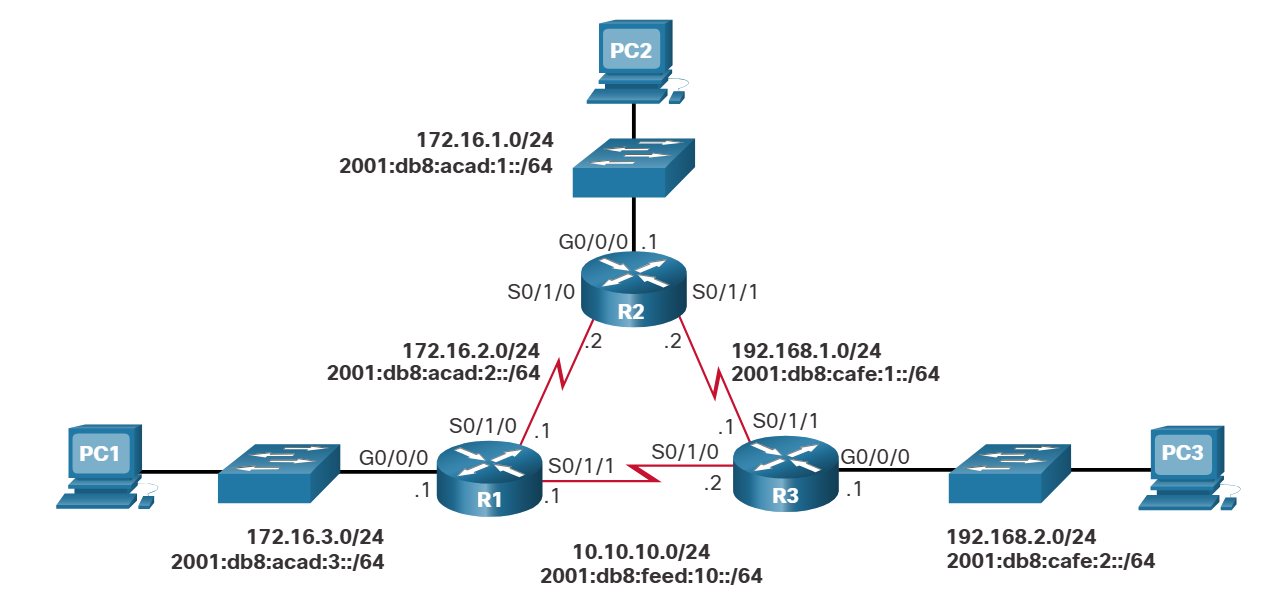 PC2
172.16.1.0/24
2001:db8:acad:1::/64
G0/0/0 .1
S0/1/0
S0/1/1
R2
.2
.2
172.16.2.0/24
2001:db8:acad:2::/64
192.168.1.0/24
2001:db8:cafe:1::/64
S0/1/0
.1
.1
S0/1/1
PC1
G0/0/0
.1
R1
S0/1/1
.1
S0/1/0
.2
R3
G0/0/0
.1
PC3
172.16.3.0/24
2001:db8:acad:3::/64
10.10.10.0/24
2001:db8:feed:10::/64
192.168.2.0/24
2001:db8:cafe:2::/64